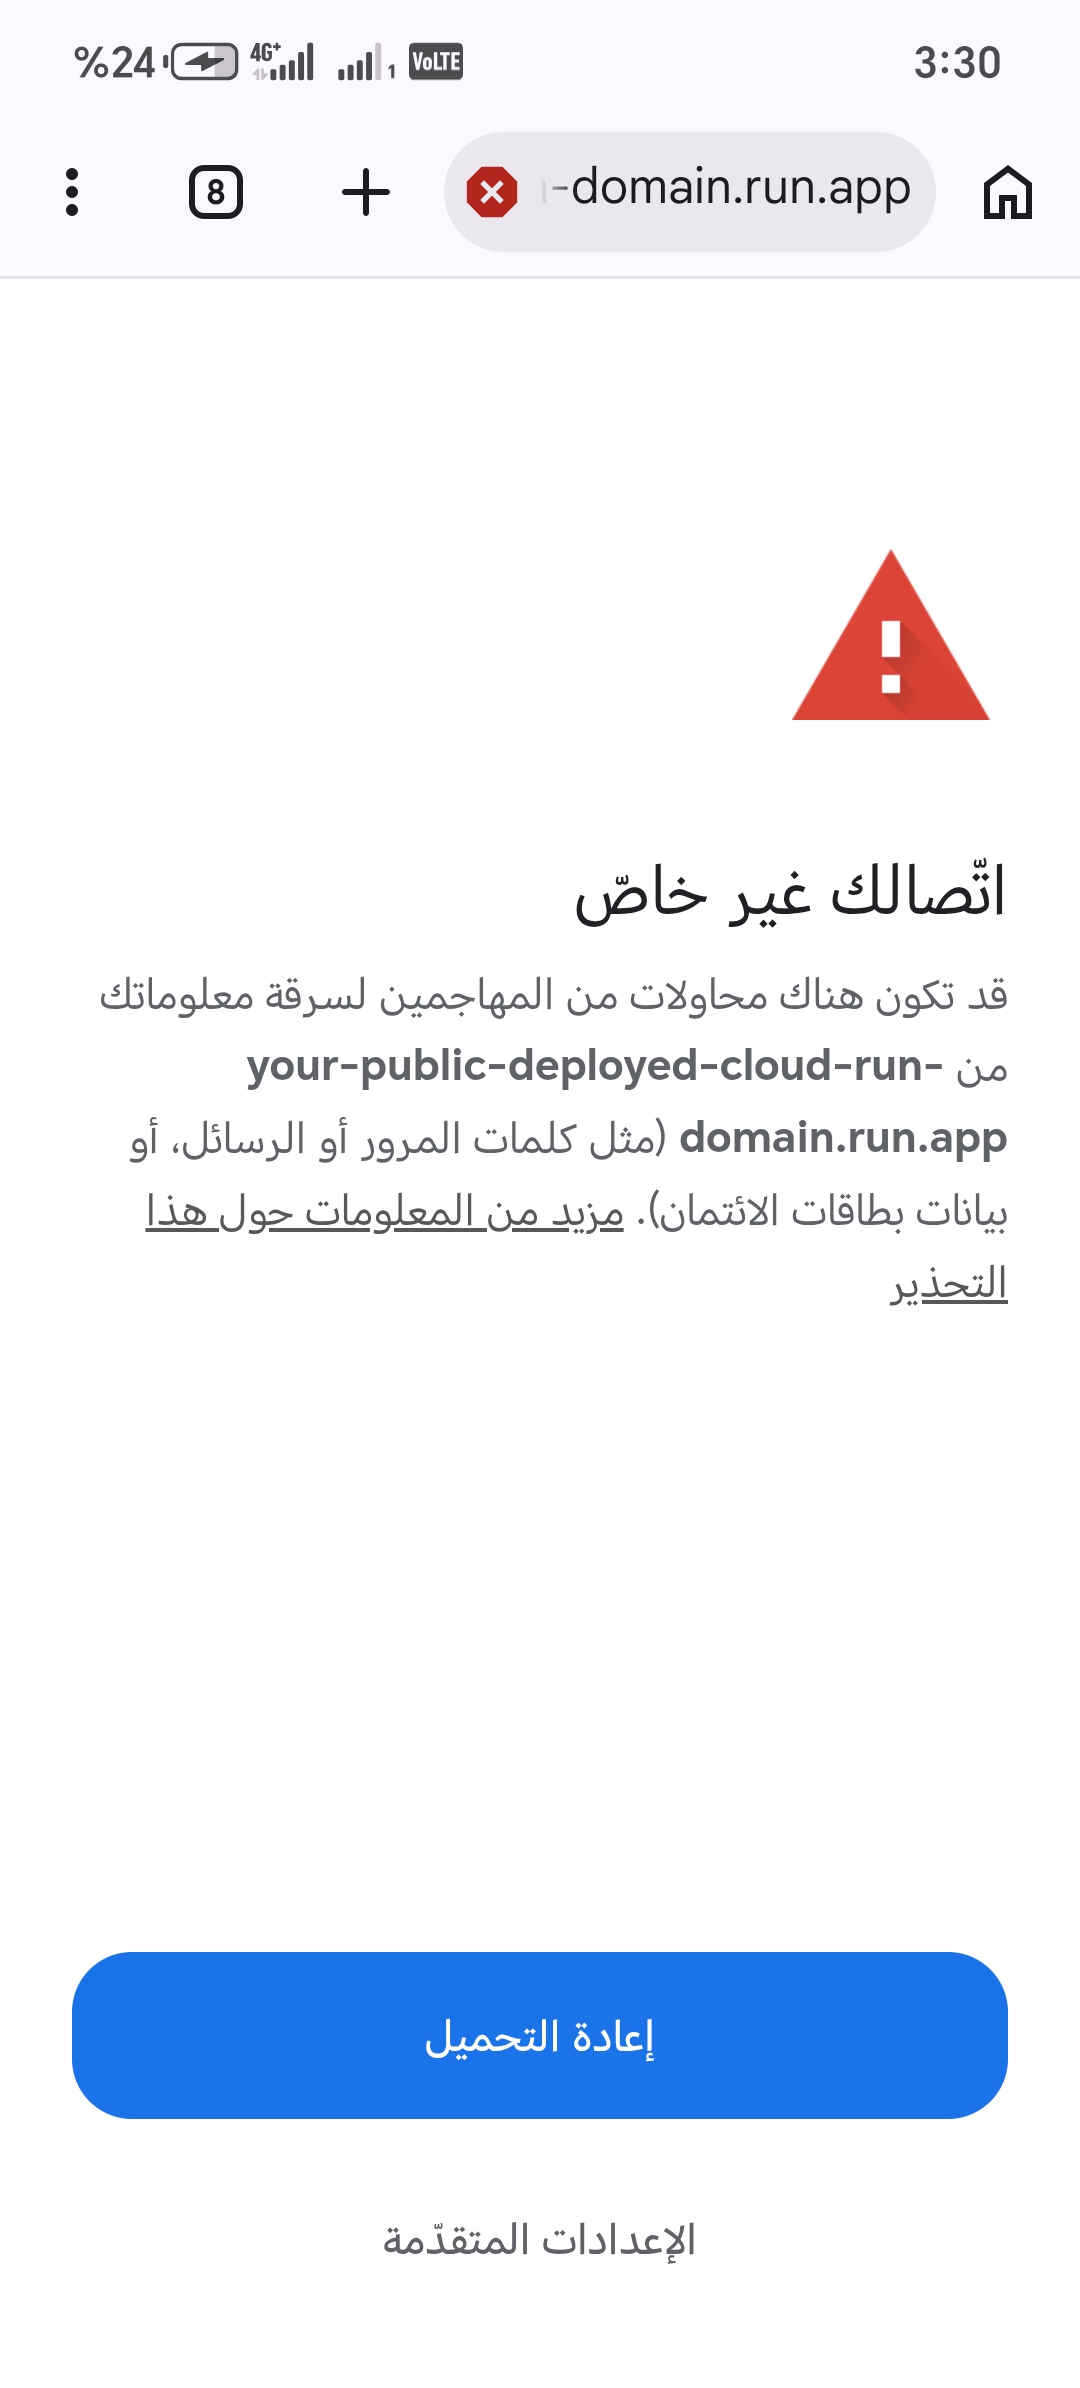 %24 4G+ 1 VoLTE 3:30
8 -domain.run.app
اتّصالك غير خاصّ
قد تكون هناك محاولات من المهاجمين لسرقة معلوماتك
من your-public-deployed-cloud-run-
domain.run.app (مثل كلمات المرور أو الرسائل، أو
بيانات بطاقات الائتمان). مزيد من المعلومات حول هذا
التحذير
إعادة التحميل
الإعدادات المتقدّمة